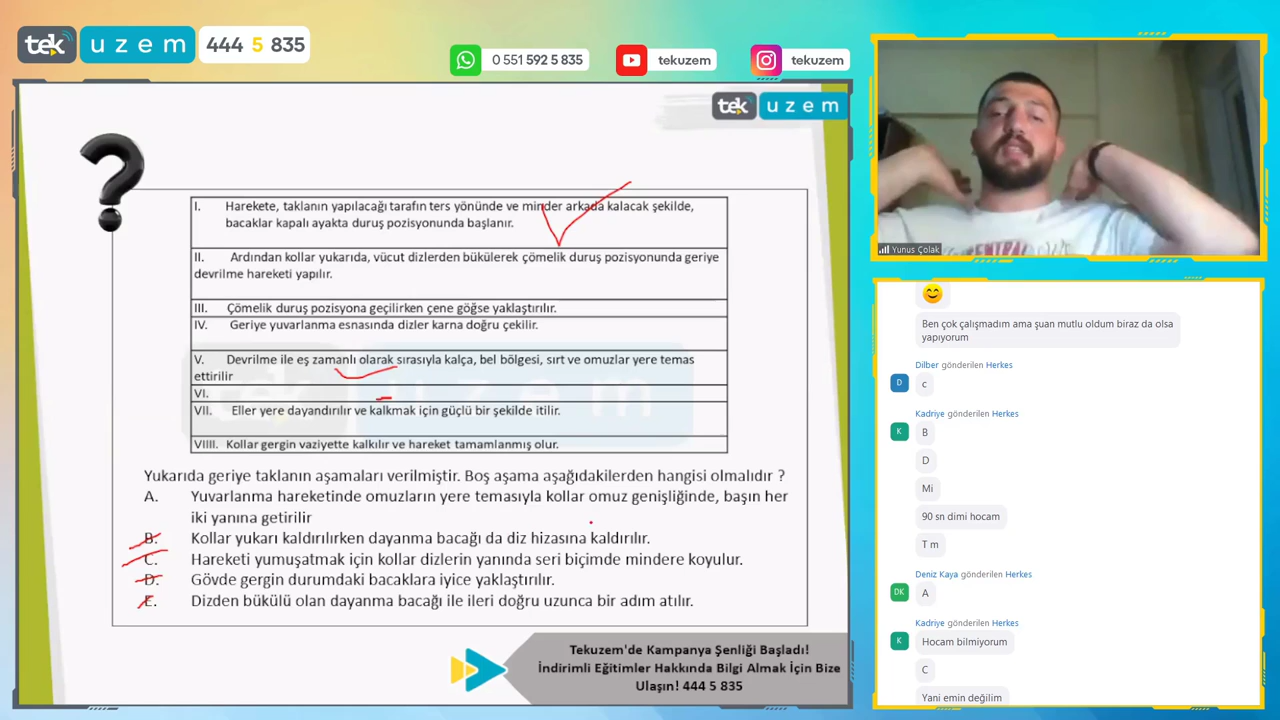 tek uzem 444 5 835
0 551 592 5 835
tekuzem
tekuzem
tek uzem
I. Harekete, taklanın yapılacağı tarafın ters yönünde ve minder arkada kalacak şekilde,
bacaklar kapalı ayakta duruş pozisyonunda başlanır.
II. Ardından kollar yukarıda, vücut dizlerden bükülerek çömelik duruş pozisyonunda geriye
devrilme hareketi yapılır.
III. Çömelik duruş pozisyona geçilirken çene göğse yaklaştırılır.
IV. Geriye yuvarlanma esnasında dizler karna doğru çekilir.
V. Devrilme ile eş zamanlı olarak sırasıyla kalça, bel bölgesi, sırt ve omuzlar yere temas
ettirilir
VI.
VII. Eller yere dayandırılır ve kalkmak için güçlü bir şekilde itilir.
VIIII. Kollar gergin vaziyette kalkılır ve hareket tamamlanmış olur.
tek uzem
Yukarıda geriye taklanın aşamaları verilmiştir. Boş aşama aşağıdakilerden hangisi olmalıdır ?
A. Yuvarlanma hareketinde omuzların yere temasıyla kollar omuz genişliğinde, başın her
iki yanına getirilir
B. Kollar yukarı kaldırılırken dayanma bacağı da diz hizasına kaldırılır.
C. Hareketi yumuşatmak için kollar dizlerin yanında seri biçimde mindere koyulur.
D. Gövde gergin durumdaki bacaklara iyice yaklaştırılır.
E. Dizden bükülü olan dayanma bacağı ile ileri doğru uzunca bir adım atılır.
Tekuzem'de Kampanya Şenliği Başladı!
İndirimli Eğitimler Hakkında Bilgi Almak İçin Bize
Ulaşın! 444 5 835
Yunus Çolak
Ben çok çalışmadım ama şuan mutlu oldum biraz da olsa
yapıyorum
Dilber gönderilen Herkes
D c
Kadriye gönderilen Herkes
K B
D
Mi
90 sn dimi hocam
T m
Deniz Kaya gönderilen Herkes
DK A
Kadriye gönderilen Herkes
K Hocam bilmiyorum
C
Yani emin değilim